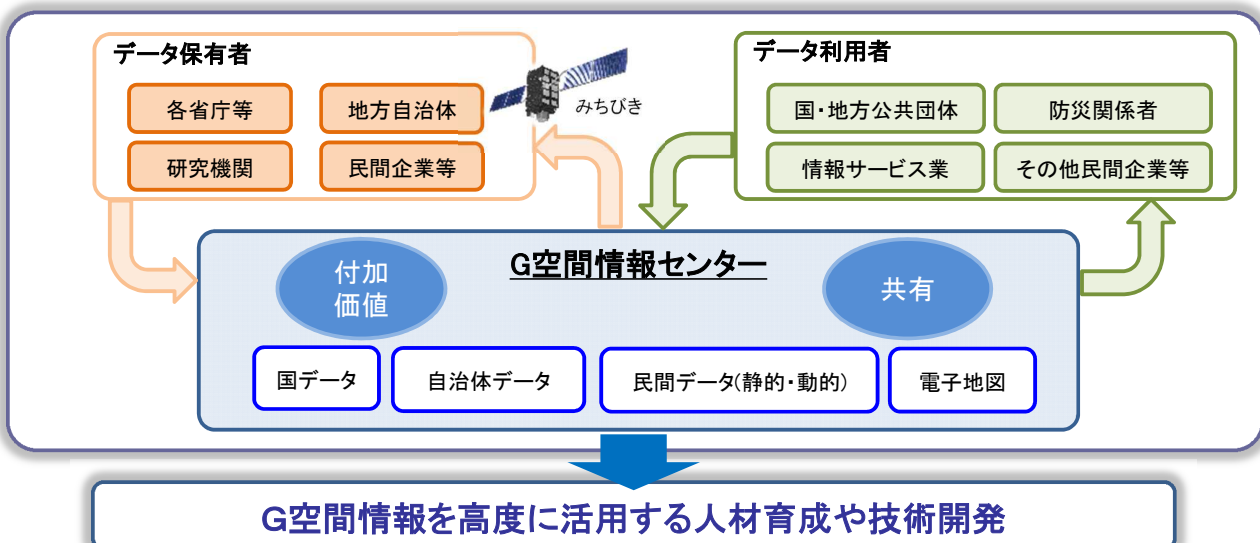 データ保有者
各省庁等
地方自治体
研究機関
民間企業等
みちびき
データ利用者
国・地方公共団体
防災関係者
情報サービス業
その他民間企業等
G空間情報センター
付加
価値
共有
国データ
自治体データ
民間データ(静的・動的)
電子地図
G空間情報を高度に活用する人材育成や技術開発